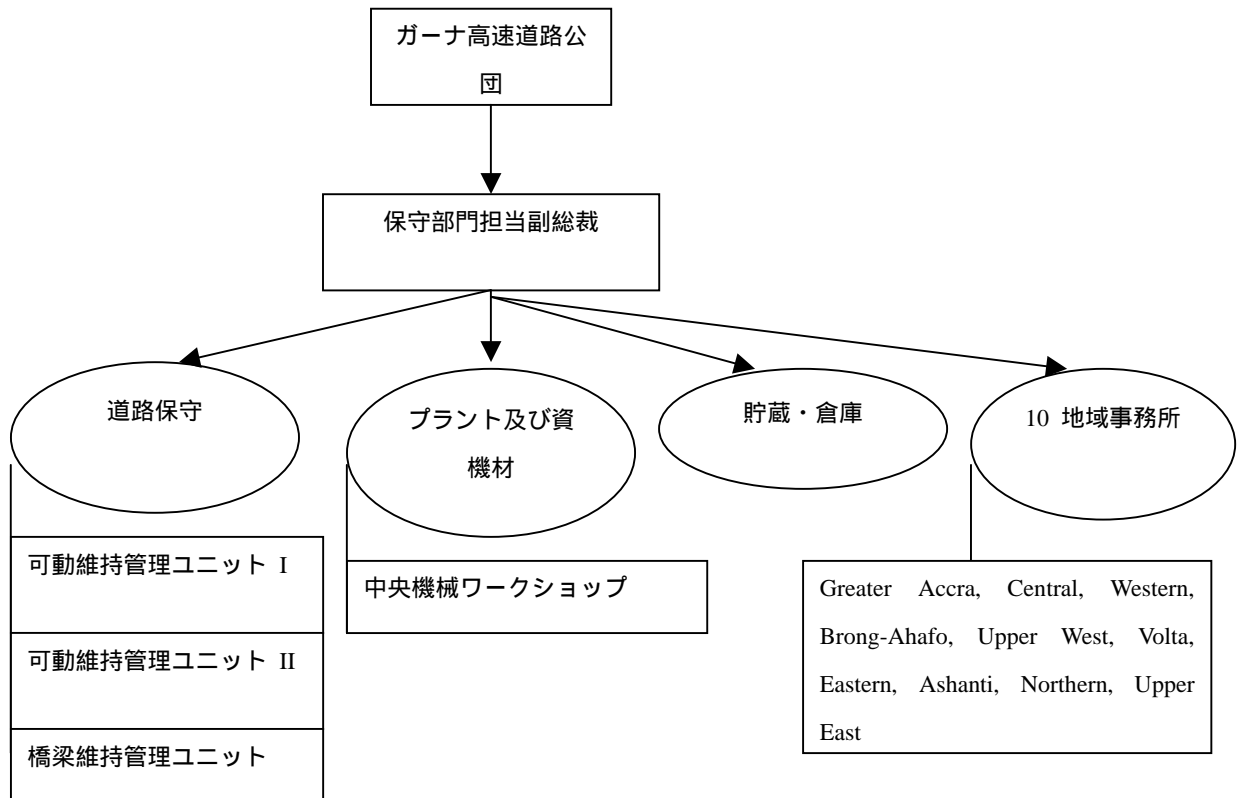 ガーナ高速道路公
団
保守部門担当副総裁
道路保守
プラント及び資
機材
貯蔵・倉庫
10 地域事務所
可動維持管理ユニット I
可動維持管理ユニット II
橋梁維持管理ユニット
中央機械ワークショップ
Greater Accra, Central, Western,
Brong-Ahafo, Upper West, Volta,
Eastern, Ashanti, Northern, Upper
East